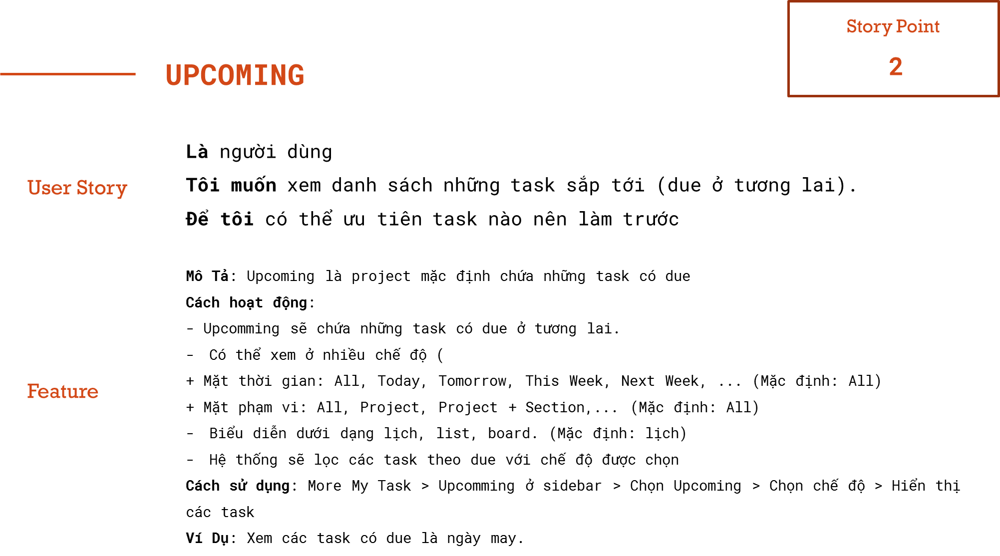 Story Point
2
UPCOMING
User Story
Là người dùng
Tôi muốn xem danh sách những task sắp tới (due ở tương lai).
Để tôi có thể ưu tiên task nào nên làm trước
Feature
Mô Tả: Upcoming là project mặc định chứa những task có due
Cách hoạt động:
- Upcomming sẽ chứa những task có due ở tương lai.
- Có thể xem ở nhiều chế độ (
+ Mặt thời gian: All, Today, Tomorrow, This Week, Next Week, ... (Mặc định: All)
+ Mặt phạm vi: All, Project, Project + Section,... (Mặc định: All)
- Biểu diễn dưới dạng lịch, list, board. (Mặc định: lịch)
- Hệ thống sẽ lọc các task theo due với chế độ được chọn
Cách sử dụng: More My Task > Upcomming ở sidebar > Chọn Upcoming > Chọn chế độ > Hiển thị
các task
Ví Dụ: Xem các task có due là ngày may.